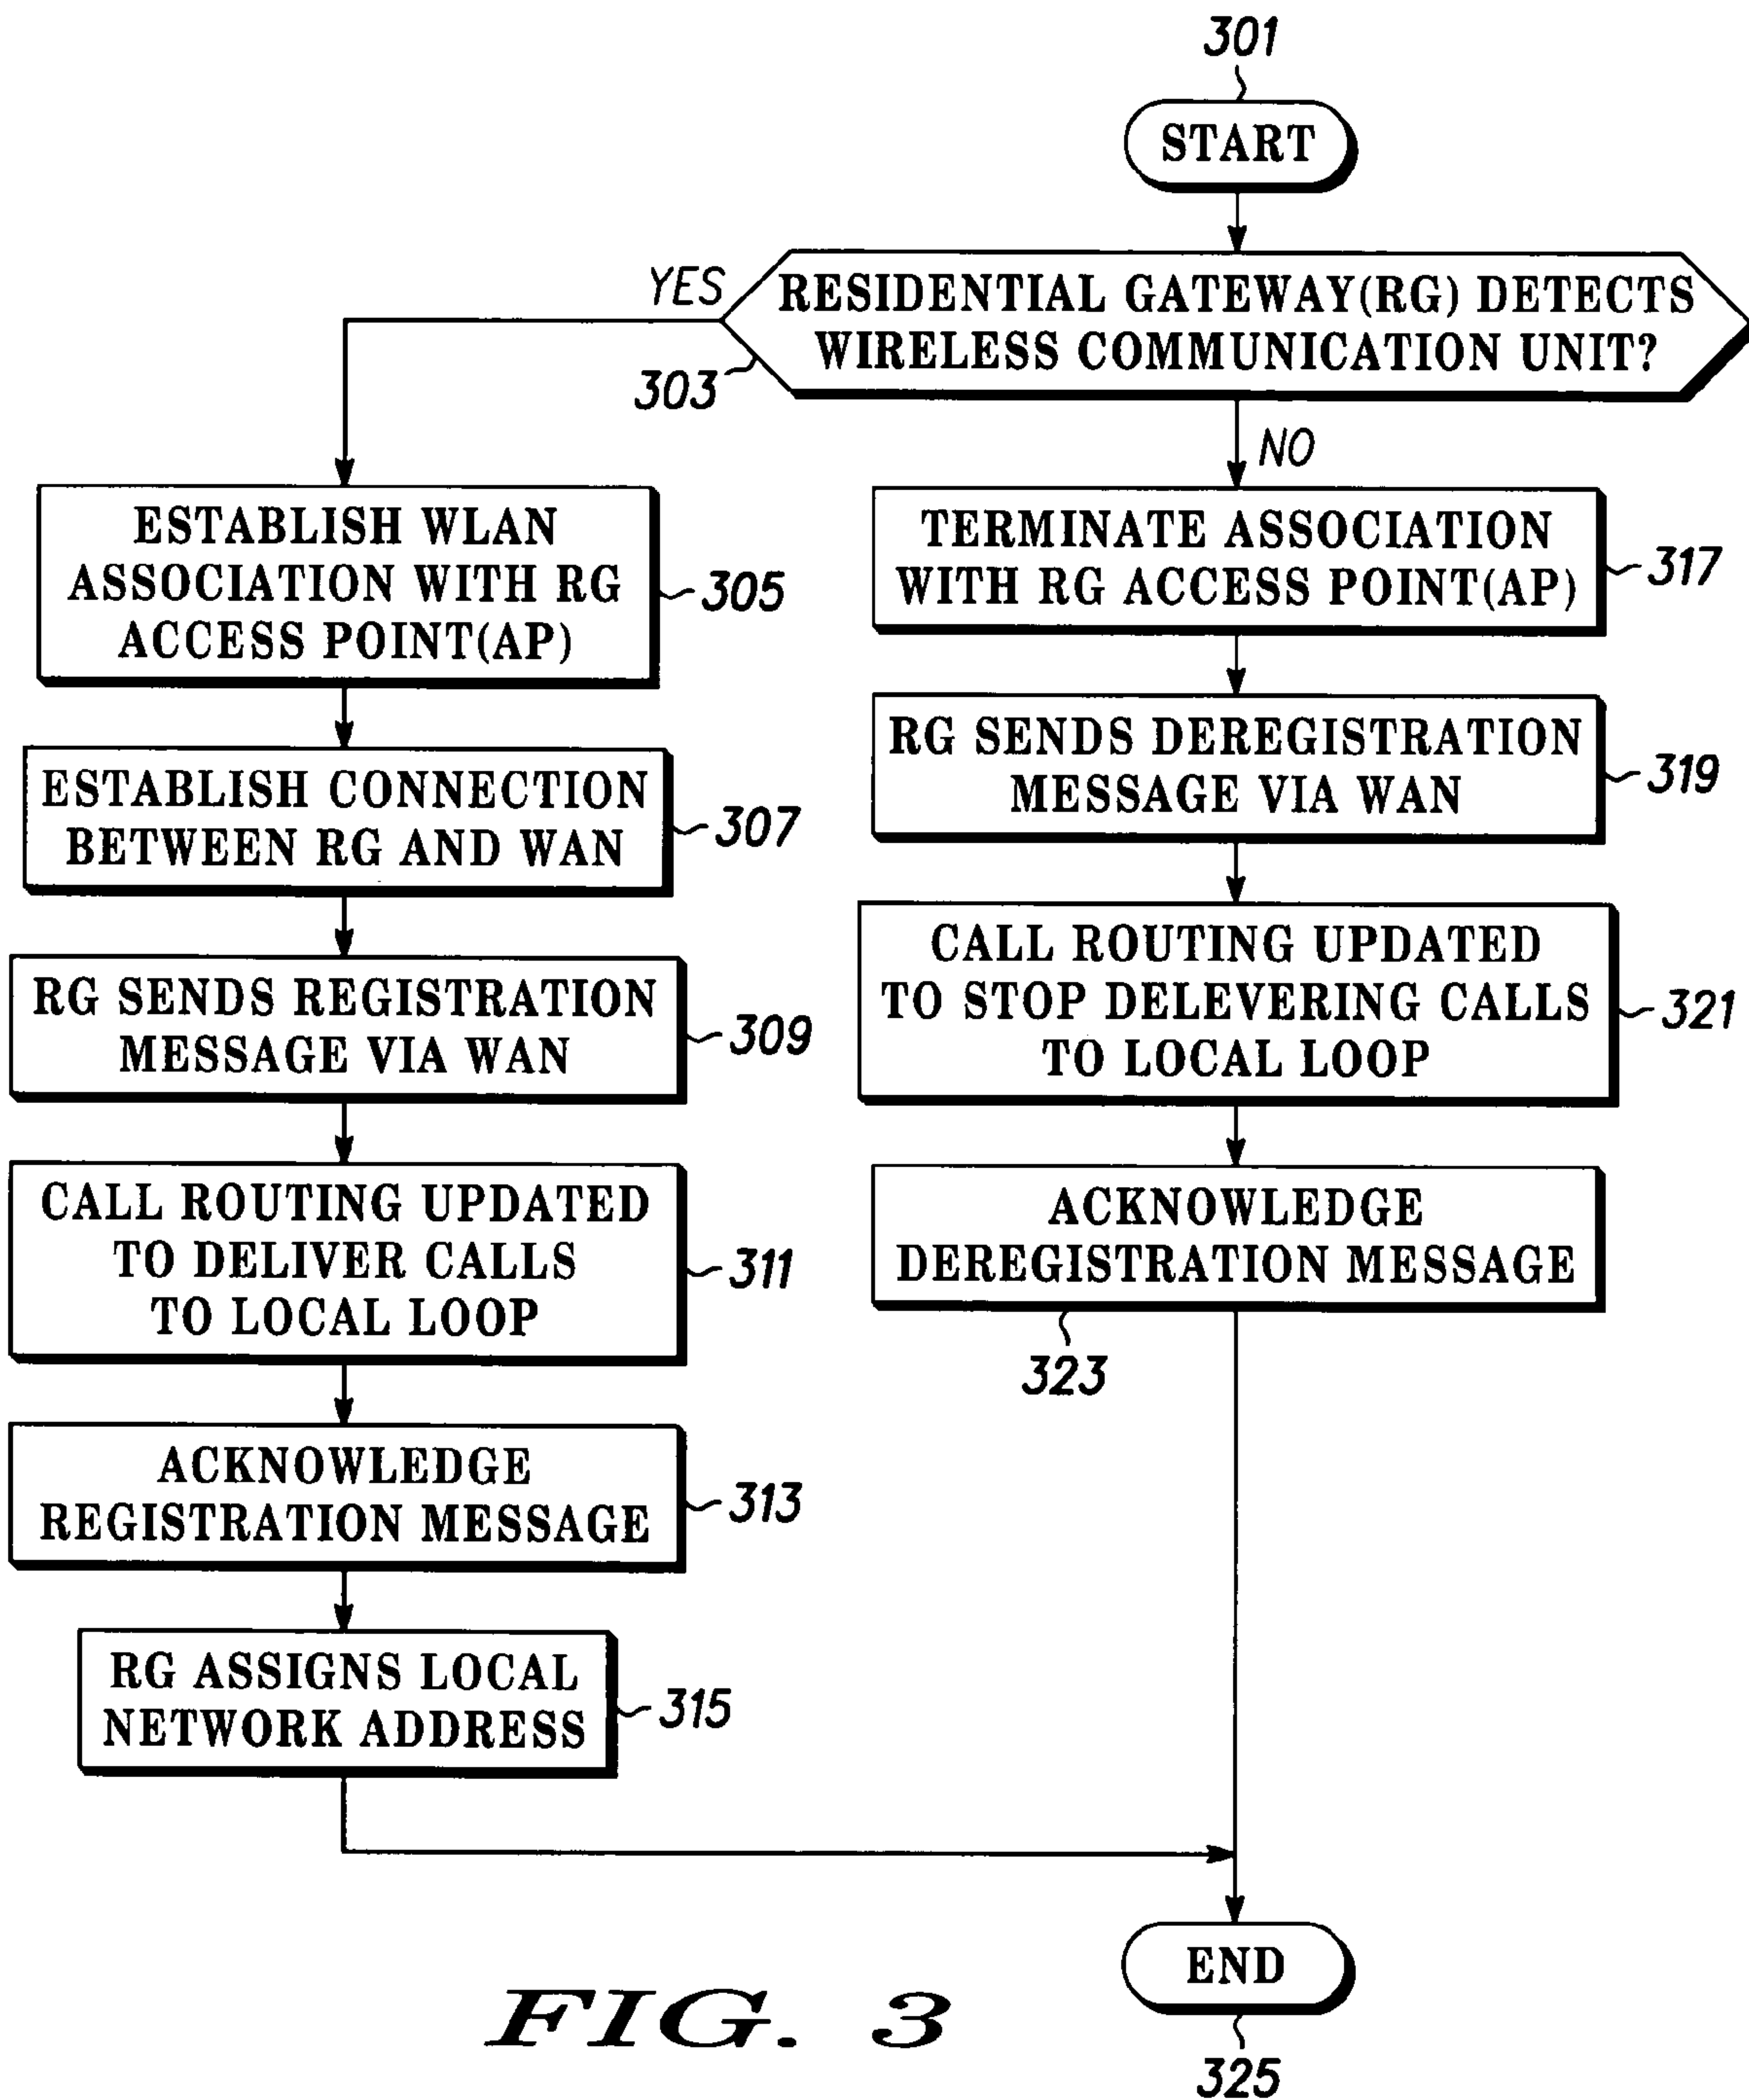 301
START
RESIDENTIAL GATEWAY(RG) DETECTS
WIRELESS COMMUNICATION UNIT?
303
YES
NO
ESTABLISH WLAN
ASSOCIATION WITH RG
ACCESS POINT(AP)
305
ESTABLISH CONNECTION
BETWEEN RG AND WAN
307
RG SENDS REGISTRATION
MESSAGE VIA WAN
309
CALL ROUTING UPDATED
TO DELIVER CALLS
TO LOCAL LOOP
311
ACKNOWLEDGE
REGISTRATION MESSAGE
313
RG ASSIGNS LOCAL
NETWORK ADDRESS
315
TERMINATE ASSOCIATION
WITH RG ACCESS POINT(AP)
317
RG SENDS DEREGISTRATION
MESSAGE VIA WAN
319
CALL ROUTING UPDATED
TO STOP DELEVERING CALLS
TO LOCAL LOOP
321
ACKNOWLEDGE
DEREGISTRATION MESSAGE
323
END
325
FIG. 3